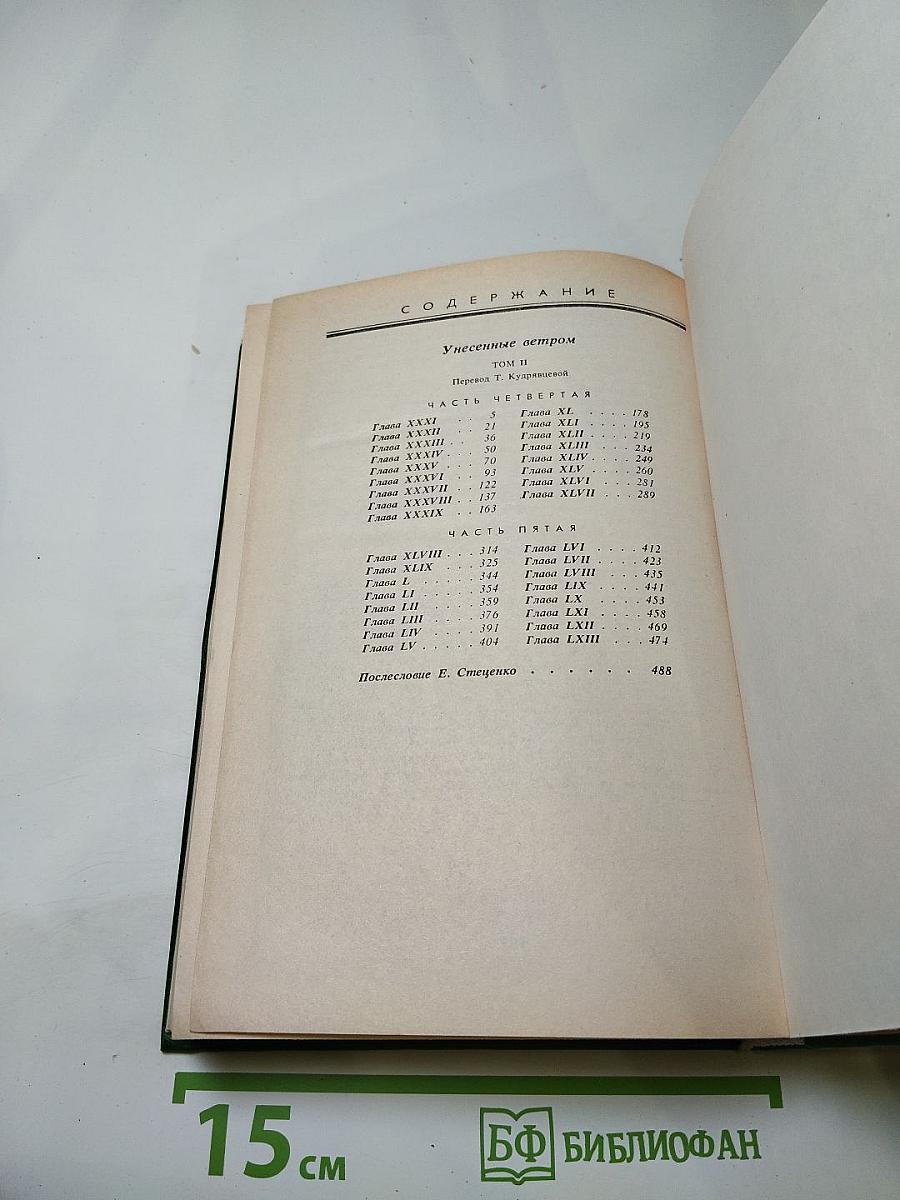 СОДЕРЖАНИЕ
Унесенные ветром
ТОМ II
Перевод Т. Кудрявцевой
ЧАСТЬ ЧЕТВЕРТАЯ
Глава XXXI . . . 5
Глава XXXII . . 21
Глава XXXIII . . 36
Глава XXXIV . . 50
Глава XXXV . . 70
Глава XXXVI . . 93
Глава XXXVII . . 122
Глава XXXVIII . . 137
Глава XXXIX . . 163
Глава XL . . . . 178
Глава XLI . . . . 195
Глава XLII . . . . 219
Глава XLIII . . . . 234
Глава XLIV . . . . 249
Глава XLV . . . . 260
Глава XLVI . . . . 281
Глава XLVII . . . . 289
ЧАСТЬ ПЯТАЯ
Глава XLVIII . . . 314
Глава XLIX . . . 325
Глава L . . . . . 344
Глава LI . . . . . 354
Глава LII . . . . 359
Глава LIII . . . . 376
Глава LIV . . . . 391
Глава LV . . . . . 404
Глава LVI . . . . 412
Глава LVII . . . . 423
Глава LVIII . . . . 435
Глава LIX . . . . 441
Глава LX . . . . 453
Глава LXI . . . . 458
Глава LXII . . . . 469
Глава LXIII . . . . 474
Послесловие Е. Стеценко . . . . . . 488
15 см
БФ БИБЛИОФАН